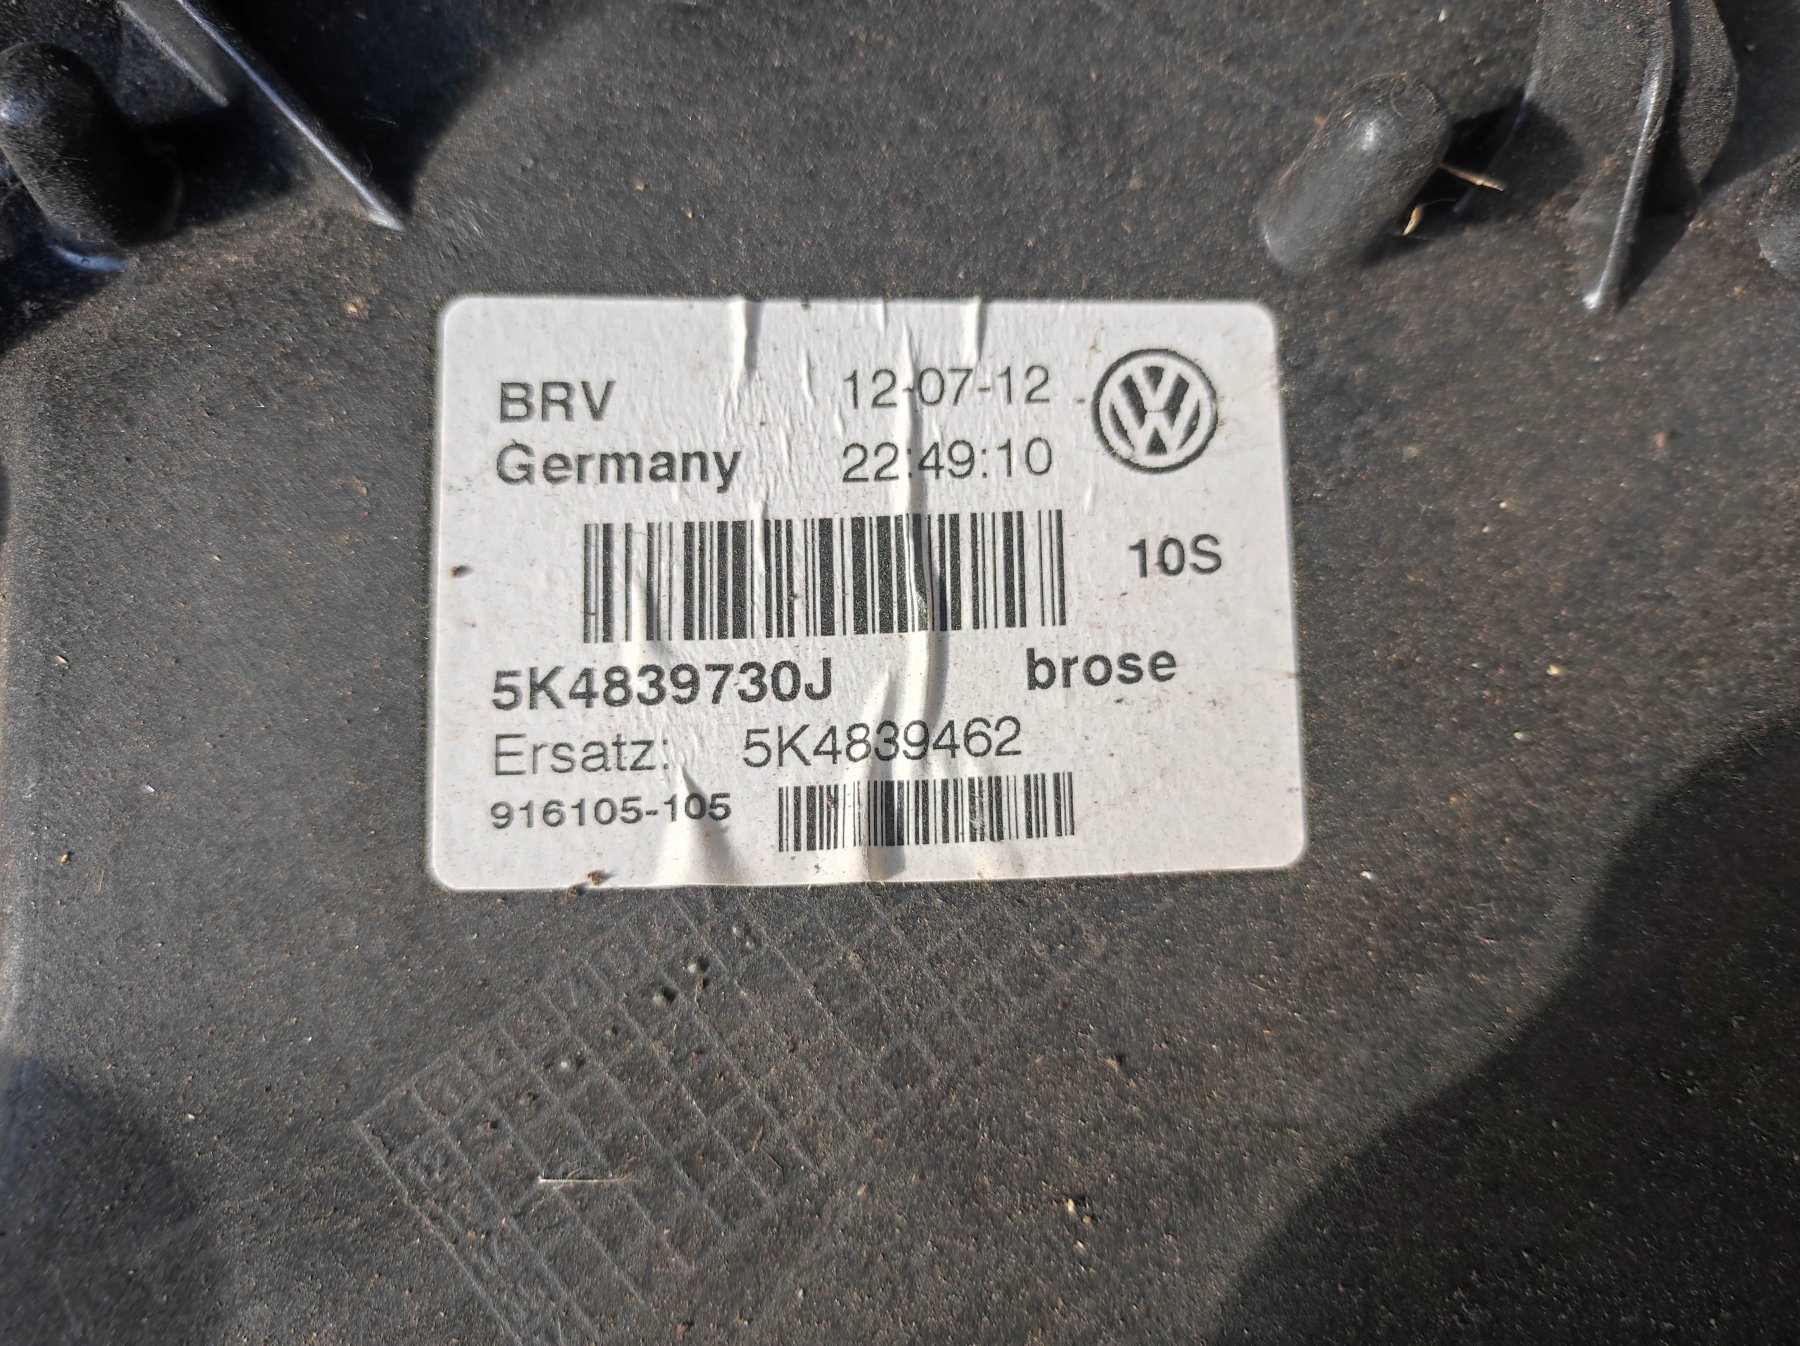 BRV 12-07-12
Germany 22:49:10
10S
5K4839730J brose
Ersatz: 5K4839462
916105-105